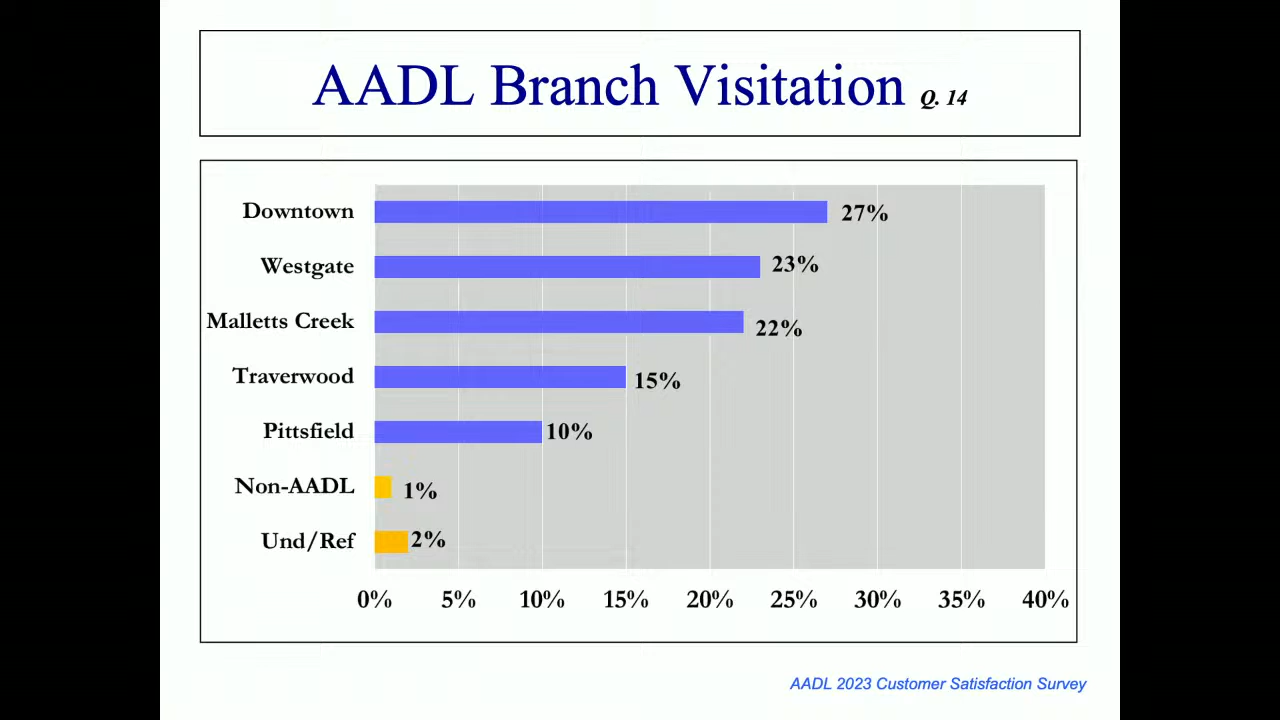 AADL Branch Visitation Q. 14
Downtown 27%
Westgate 23%
Malletts Creek 22%
Traverwood 15%
Pittsfield 10%
Non-AADL 1%
Und/Ref 2%
0% 5% 10% 15% 20% 25% 30% 35% 40%
AADL 2023 Customer Satisfaction Survey